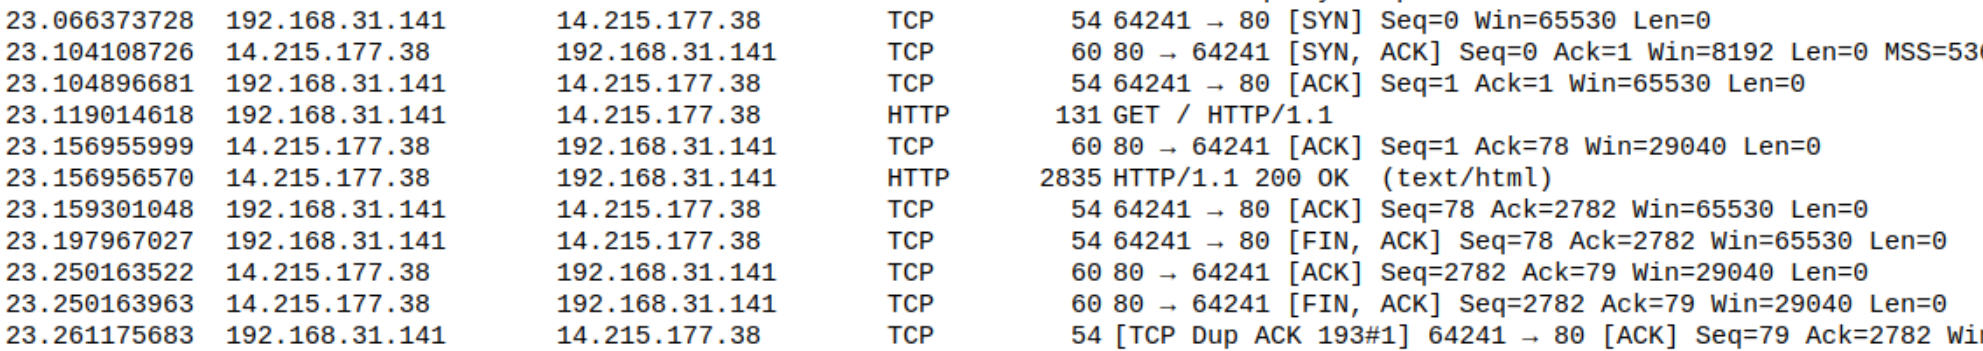 23.066373728 192.168.31.141 14.215.177.38 TCP 54 64241 → 80 [SYN] Seq=0 Win=65530 Len=0
23.104108726 14.215.177.38 192.168.31.141 TCP 60 80 → 64241 [SYN, ACK] Seq=0 Ack=1 Win=8192 Len=0 MSS=536
23.104896681 192.168.31.141 14.215.177.38 TCP 54 64241 → 80 [ACK] Seq=1 Ack=1 Win=65530 Len=0
23.119014618 192.168.31.141 14.215.177.38 HTTP 131 GET / HTTP/1.1
23.156955999 14.215.177.38 192.168.31.141 TCP 60 80 → 64241 [ACK] Seq=1 Ack=78 Win=29040 Len=0
23.156956570 14.215.177.38 192.168.31.141 HTTP 2835 HTTP/1.1 200 OK (text/html)
23.159301048 192.168.31.141 14.215.177.38 TCP 54 64241 → 80 [ACK] Seq=78 Ack=2782 Win=65530 Len=0
23.197967027 192.168.31.141 14.215.177.38 TCP 54 64241 → 80 [FIN, ACK] Seq=78 Ack=2782 Win=65530 Len=0
23.250163522 14.215.177.38 192.168.31.141 TCP 60 80 → 64241 [ACK] Seq=2782 Ack=79 Win=29040 Len=0
23.250163963 14.215.177.38 192.168.31.141 TCP 60 80 → 64241 [FIN, ACK] Seq=2782 Ack=79 Win=29040 Len=0
23.261175683 192.168.31.141 14.215.177.38 TCP 54 [TCP Dup ACK 193#1] 64241 → 80 [ACK] Seq=79 Ack=2782 Wi